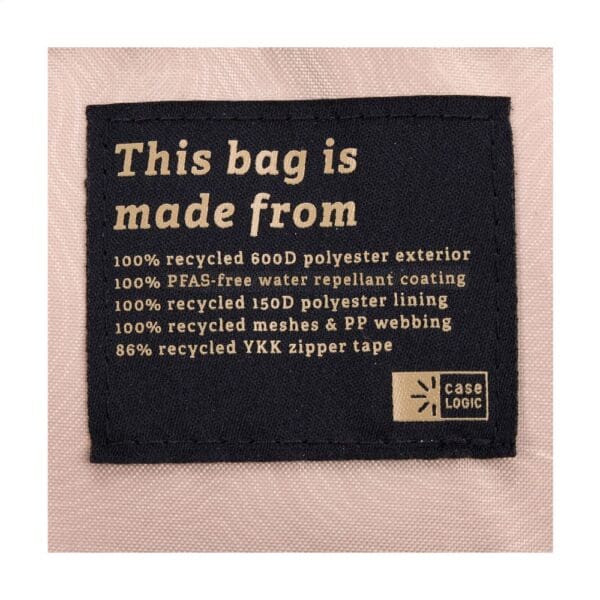 This bag is
made from
100% recycled 600D polyester exterior
100% PFAS-free water repellant coating
100% recycled 150D polyester lining
100% recycled meshes & PP webbing
86% recycled YKK zipper tape
case
LOGIC